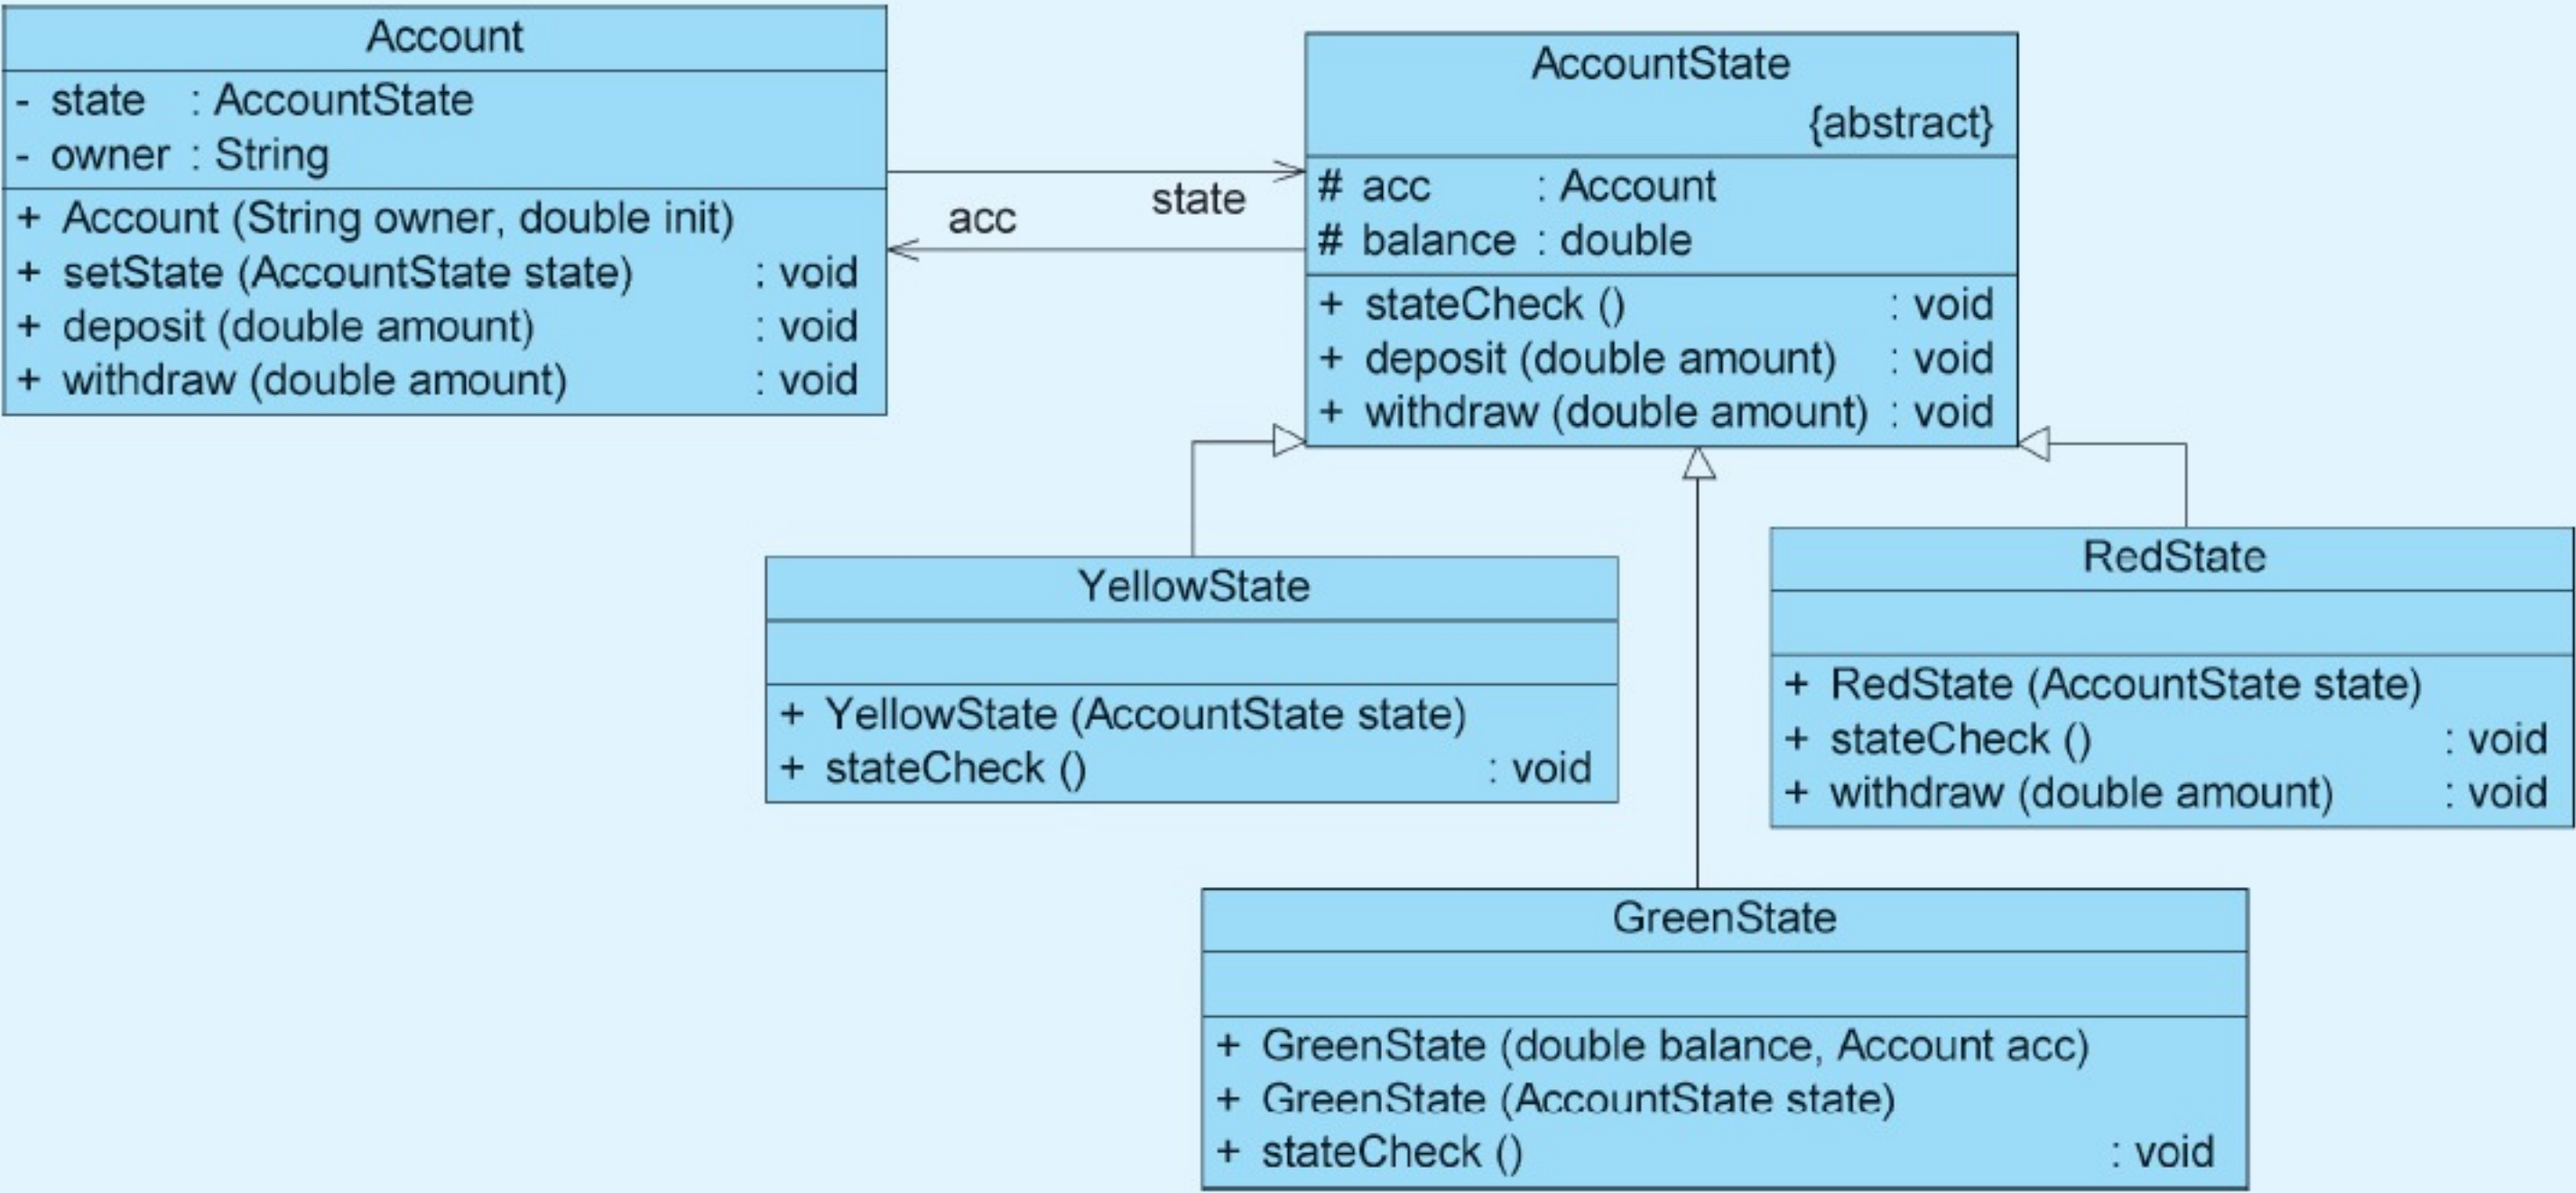 Account
- state : AccountState
- owner : String
+ Account (String owner, double init)
+ setState (AccountState state) : void
+ deposit (double amount) : void
+ withdraw (double amount) : void
state
acc
AccountState
{abstract}
# acc : Account
# balance : double
+ stateCheck () : void
+ deposit (double amount) : void
+ withdraw (double amount) : void
YellowState
+ YellowState (AccountState state)
+ stateCheck () : void
RedState
+ RedState (AccountState state)
+ stateCheck () : void
+ withdraw (double amount) : void
GreenState
+ GreenState (double balance, Account acc)
+ GreenState (AccountState state)
+ stateCheck () : void